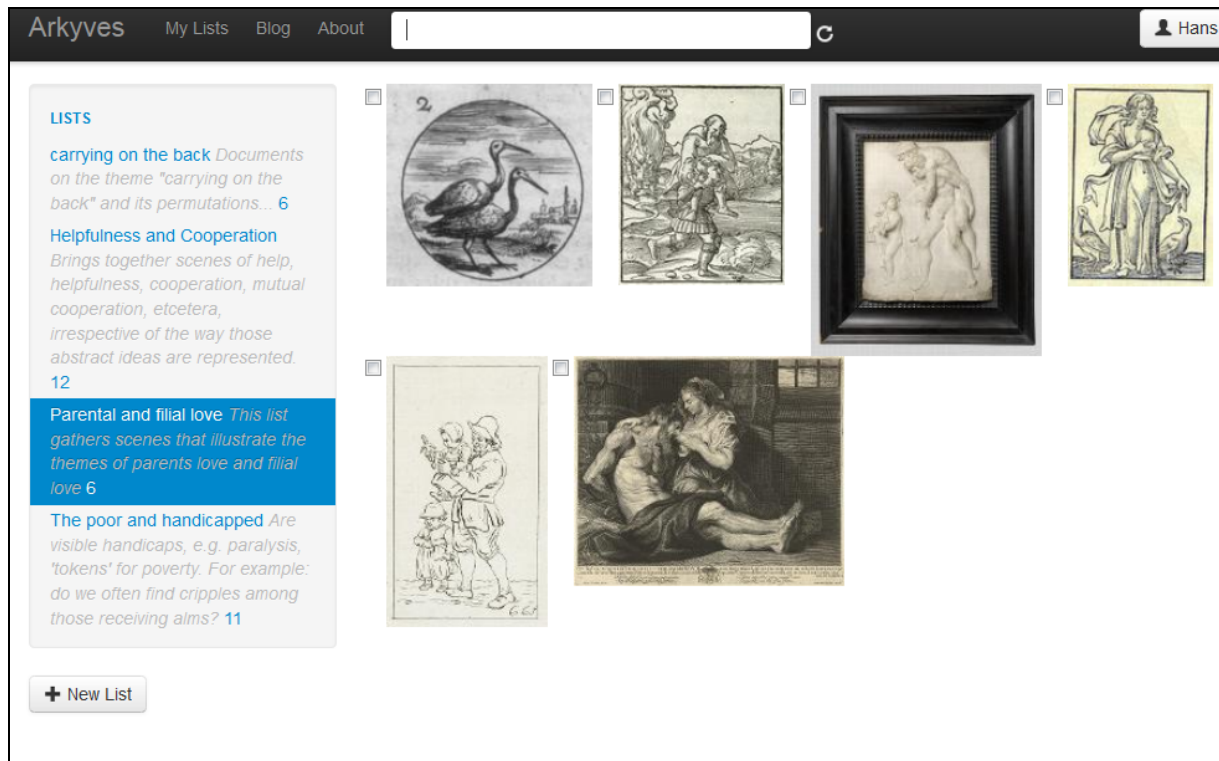 Arkyves My Lists Blog About Hans
LISTS
carrying on the back Documents
on the theme "carrying on the
back" and its permutations... 6
Helpfulness and Cooperation
Brings together scenes of help,
helpfulness, cooperation, mutual
cooperation, etcetera,
irrespective of the way those
abstract ideas are represented.
12
Parental and filial love This list
gathers scenes that illustrate the
themes of parents love and filial
love 6
The poor and handicapped Are
visible handicaps, e.g. paralysis,
'tokens' for poverty. For example:
do we often find cripples among
those receiving alms? 11
New List
2